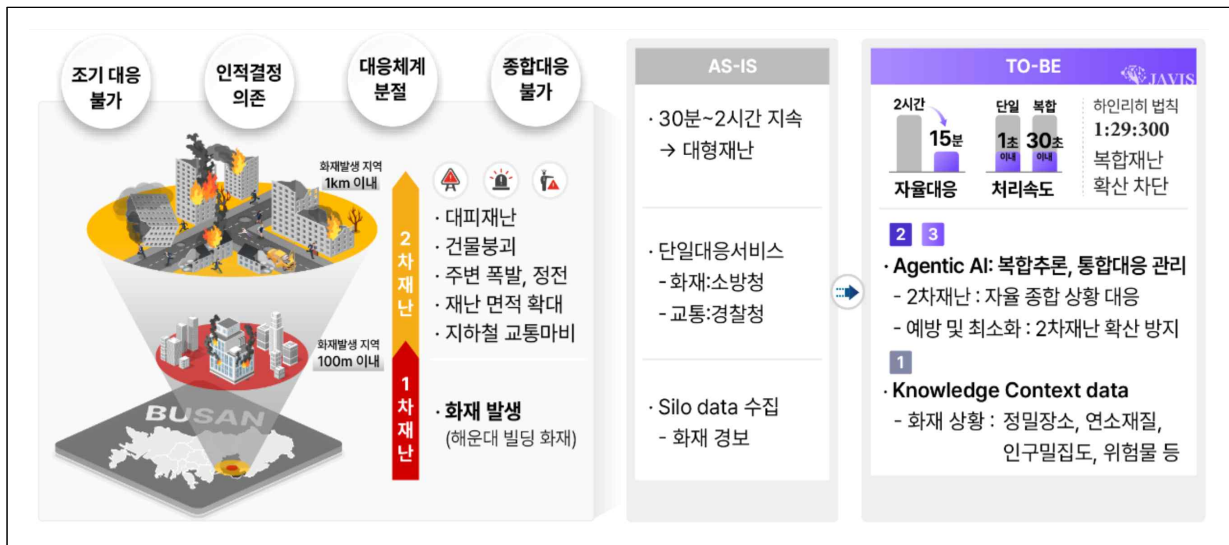 조기 대응
불가
인적결정
의존
대응체계
분절
종합대응
불가
화재발생 지역
1km 이내
화재발생 지역
100m 이내
BUSAN
2차재난
1차재난
· 대피재난
· 건물붕괴
· 주변 폭발, 정전
· 재난 면적 확대
· 지하철 교통마비
· 화재 발생
(해운대 빌딩 화재)
AS-IS
· 30분~2시간 지속
→ 대형재난
· 단일대응서비스
- 화재:소방청
- 교통:경찰청
· Silo data 수집
- 화재 경보
TO-BE
JAVIS
2시간
15분
자율대응
단일 복합
1초 30초
이내 이내
처리속도
하인리히 법칙
1:29:300
복합재난
확산 차단
2 3
· Agentic AI: 복합추론, 통합대응 관리
- 2차재난 : 자율 종합 상황 대응
- 예방 및 최소화 : 2차재난 확산 방지
1
· Knowledge Context data
- 화재 상황 : 정밀장소, 연소재질,
인구밀집도, 위험물 등